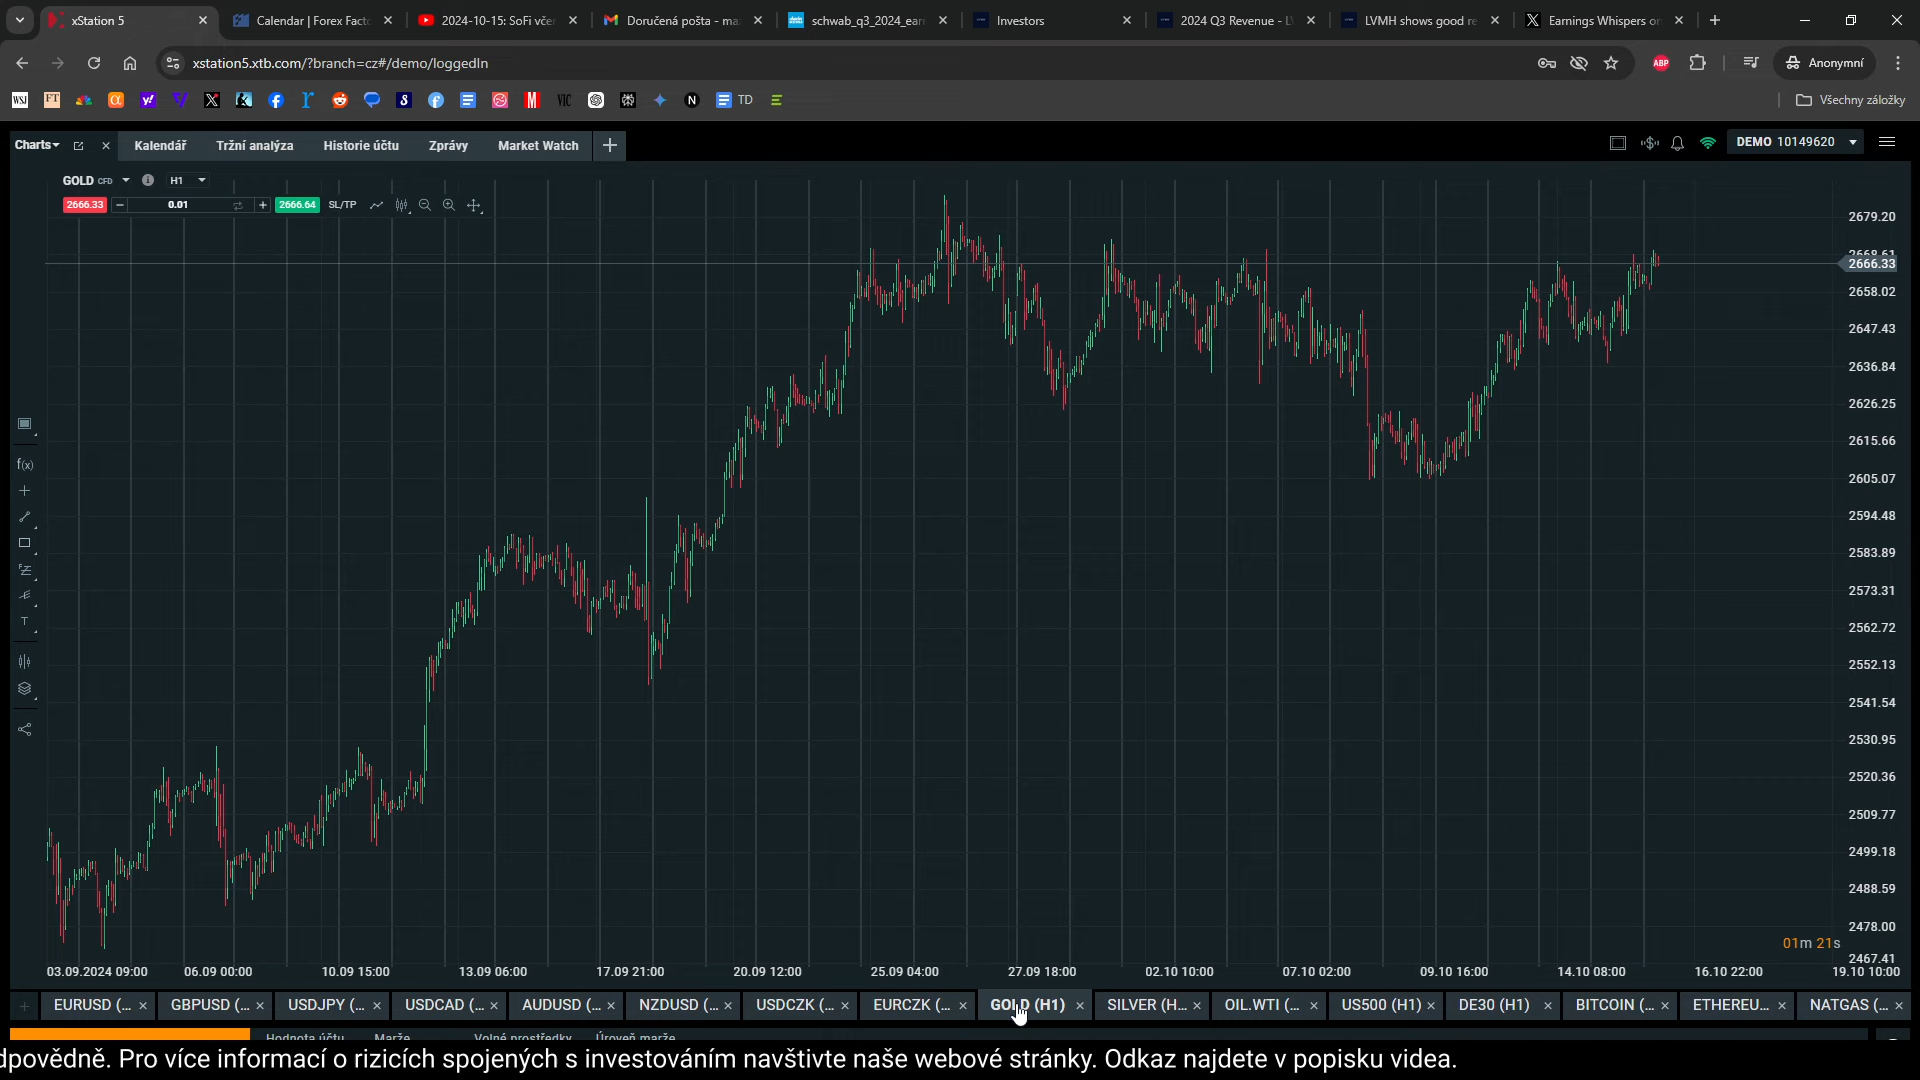 xStation 5
Calendar | Forex Facto
2024-10-15: SoFi vče
Doručená pošta - ma
schwab_q3_2024_earn
Investors
2024 Q3 Revenue - LV
LVMH shows good re
Earnings Whispers on
xstation5.xtb.com/?branch=cz#/demo/loggedIn
ABP
Anonymní
WSJ
FT
VIC
TD
Všechny záložky
Charts
Kalendář
Tržní analýza
Historie účtu
Zprávy
Market Watch
DEMO 10149620
GOLD CFD
H1
2666.33
0.01
2666.64
SL/TP
2679.20
2668.61
2666.33
2658.02
2647.43
2636.84
2626.25
2615.66
2605.07
2594.48
2583.89
2573.31
2562.72
2552.13
2541.54
2530.95
2520.36
2509.77
2499.18
2488.59
2478.00
2467.41
f(x)
T
01m 21s
03.09.2024 09:00
06.09 00:00
10.09 15:00
13.09 06:00
17.09 21:00
20.09 12:00
25.09 04:00
27.09 18:00
02.10 10:00
07.10 02:00
09.10 16:00
14.10 08:00
16.10 22:00
19.10 10:00
EURUSD (...
GBPUSD (...
USDJPY (...
USDCAD (...
AUDUSD (...
NZDUSD (...
USDCZK (...
EURCZK (...
GOLD (H1)
SILVER (H...
OIL.WTI (...
US500 (H1)
DE30 (H1)
BITCOIN (...
ETHEREU...
NATGAS (...
Hodnota účtu
Marže
Volné prostředky
Úroveň marže
dpovědně. Pro více informací o rizicích spojených s investováním navštivte naše webové stránky. Odkaz najdete v popisku videa.